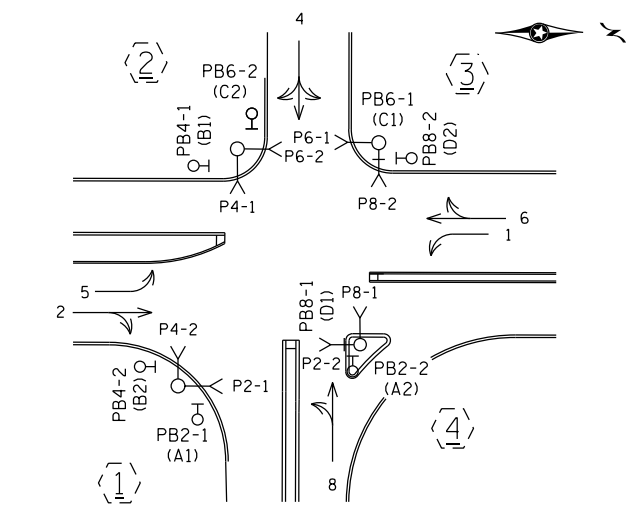 4
2
3
PB6-2
(C2)
PB6-1
(C1)
PB4-1
(B1)
PB8-2
(D2)
P6-1
P6-2
P4-1
P8-2
6
1
5
2
PB8-1
(D1)
P8-1
P4-2
P2-2
PB2-2
(A2)
P2-1
PB4-2
(B2)
PB2-1
(A1)
4
1
8
N